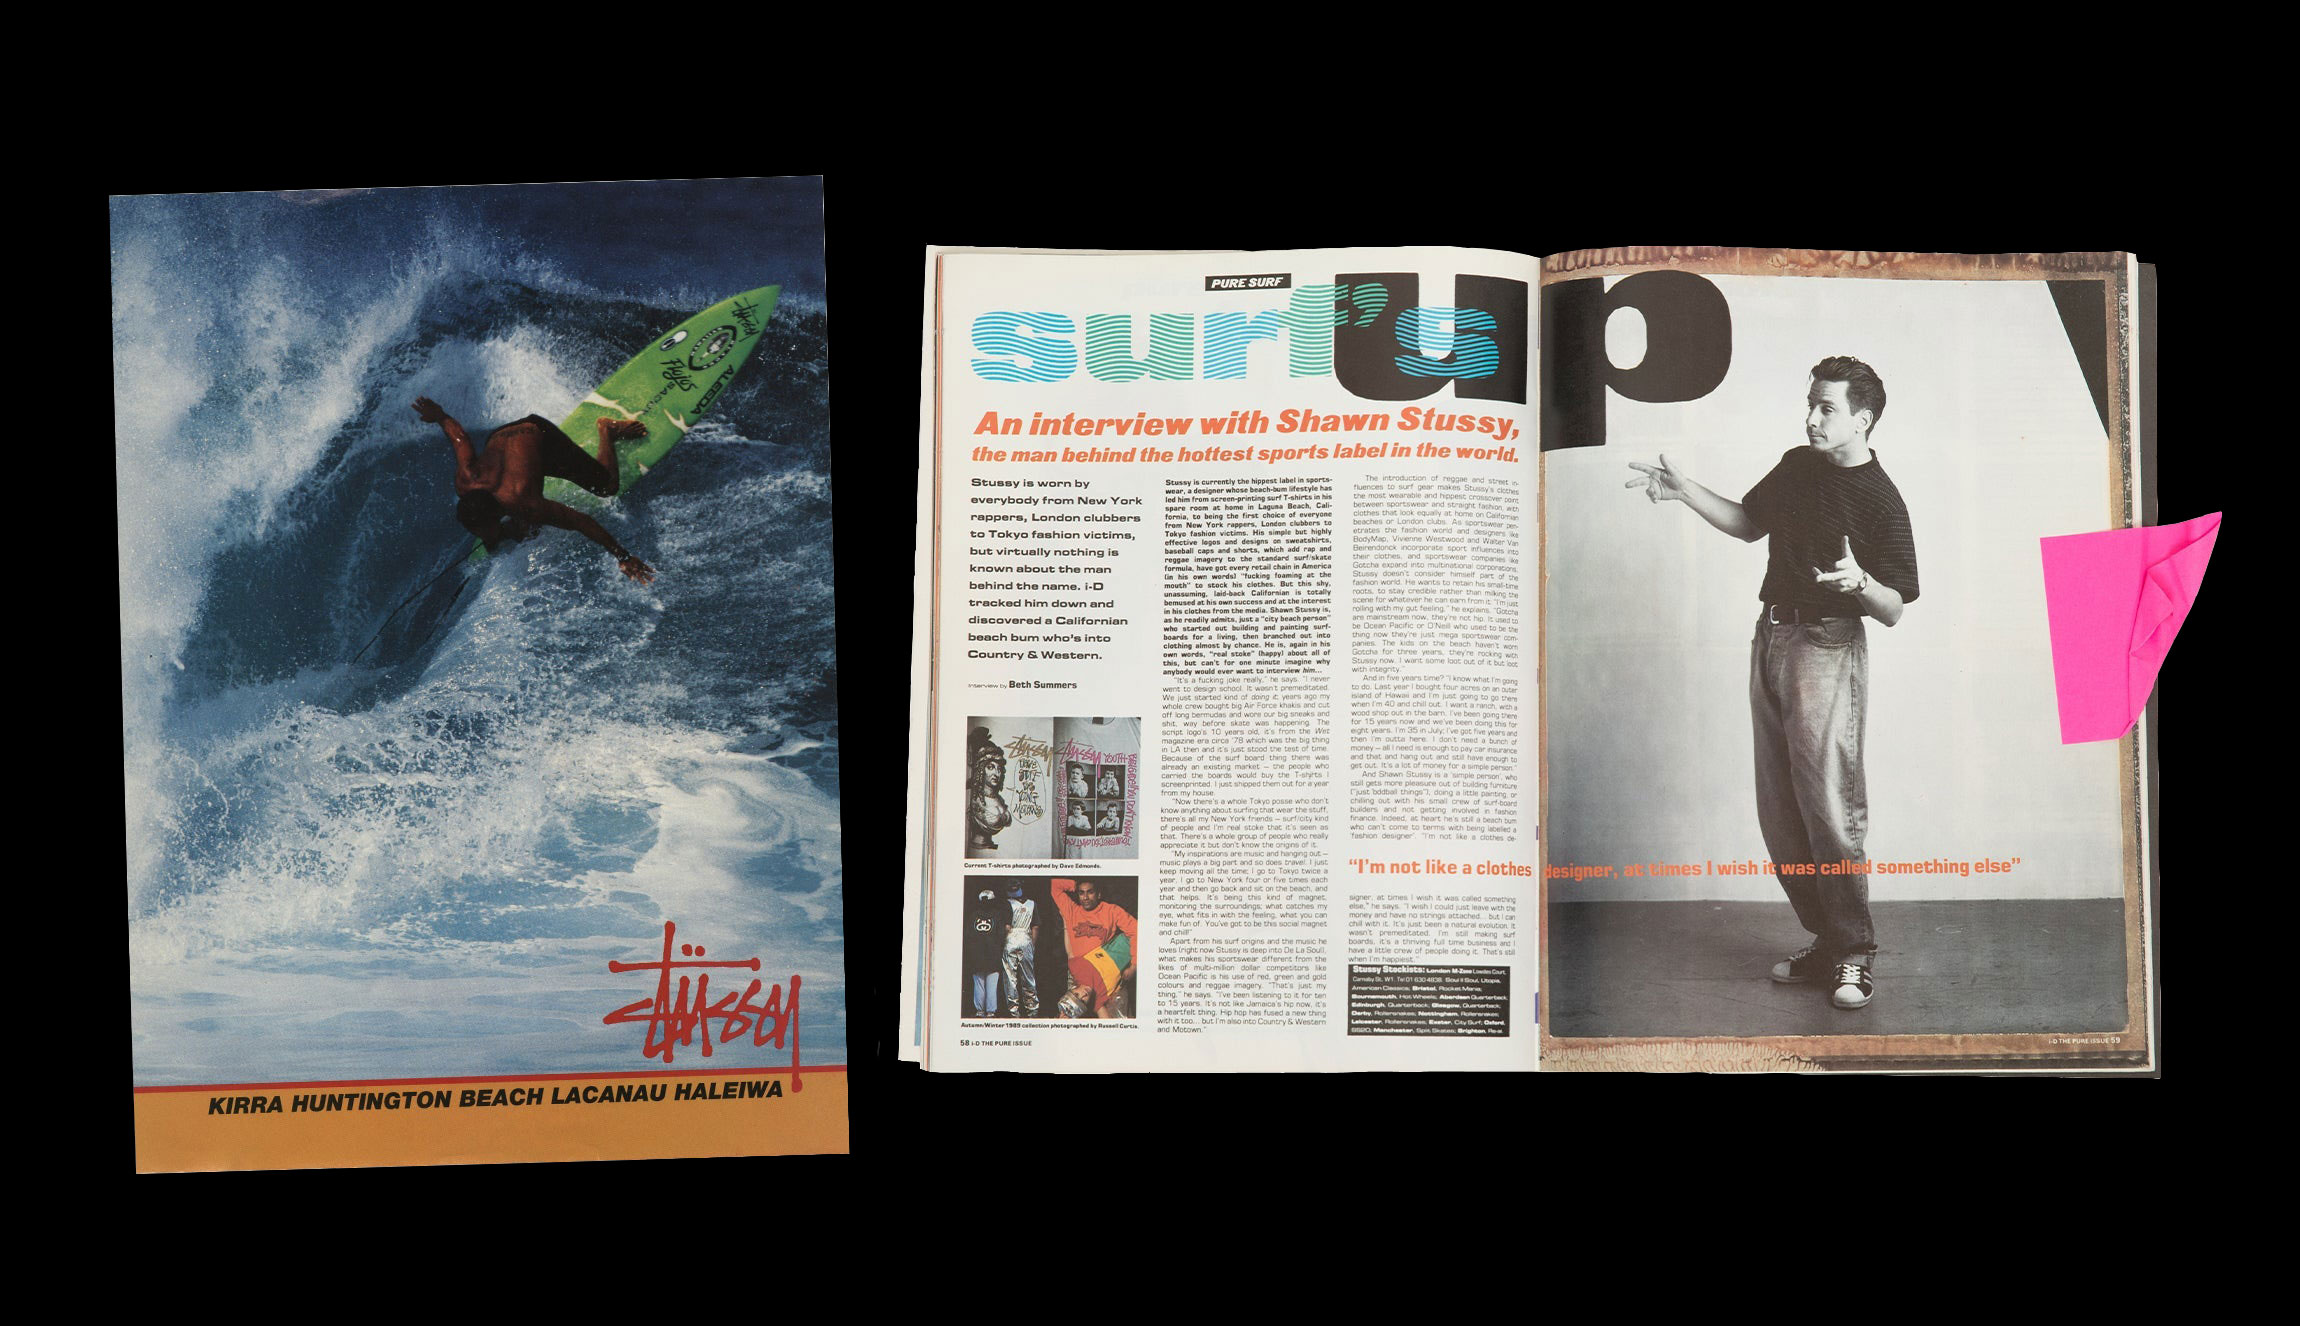 Stüssy
ALEEDA
Stüssy
KIRRA HUNTINGTON BEACH LACANAU HALEIWA
PURE SURF
surf's up
An interview with Shawn Stussy,
the man behind the hottest sports label in the world.
Stussy is worn by
everybody from New York
rappers, London clubbers
to Tokyo fashion victims,
but virtually nothing is
known about the man
behind the name. i-D
tracked him down and
discovered a Californian
beach bum who's into
Country & Western.
Interview by Beth Summers
Current T-shirts photographed by Dave Edmonds.
Autumn/Winter 1989 collection photographed by Russell Curtis.
58 i-D THE PURE ISSUE
Stussy is currently the hippest label in sports-
wear, a designer whose beach-bum lifestyle has
led him from screen-printing surf T-shirts in his
spare room at home in Laguna Beach, Cali-
fornia, to being the first choice of everyone
from New York rappers, London clubbers to
Tokyo fashion victims. His simple but highly
effective logos and designs on sweatshirts,
baseball caps and shorts, which add rap and
reggae imagery to the standard surf/skate
formula, have got every retail chain in America
(in his own words) "fucking foaming at the
mouth" to stock his clothes. But this shy,
unassuming, laid-back Californian is totally
bemused at his own success and at the interest
in his clothes from the media. Shawn Stussy is,
as he readily admits, just a "city beach person"
who started out building and painting surf-
boards for a living, then branched out into
clothing almost by chance. He is, again in his
own words, "real stoke" (happy) about all of
this, but can't for one minute imagine why
anybody would ever want to interview him...
"It's a fucking joke really," he says. "I never
went to design school. It wasn't premeditated.
We just started kind of doing it; years ago my
whole crew bought big Air Force khakis and cut
off long bermudas and wore our big sneaks and
shit, way before skate was happening. The
script logo's 10 years old, it's from the Wet
magazine era circa '78 which was the big thing
in LA then and it's just stood the test of time.
Because of the surf board thing there was
already an existing market – the people who
carried the boards would buy the T-shirts I
screenprinted. I just shipped them out for a year
from my house.
"Now there's a whole Tokyo posse who don't
know anything about surfing that wear the stuff,
there's all my New York friends – surf/city kind
of people and I'm real stoke that it's seen as
that. There's a whole group of people who really
appreciate it but don't know the origins of it.
"My inspirations are music and hanging out –
music plays a big part and so does travel. I just
keep moving all the time; I go to Tokyo twice a
year, I go to New York four or five times each
year and then go back and sit on the beach, and
that helps. It's being this kind of magnet,
monitoring the surroundings; what catches my
eye, what fits in with the feeling, what you can
make fun of. You've got to be this social magnet
and chill!"
Apart from his surf origins and the music he
loves (right now Stussy is deep into De La Soul),
what makes his sportswear different from the
likes of multi-million dollar competitors like
Ocean Pacific is his use of red, green and gold
colours and reggae imagery. "That's just my
thing," he says. "I've been listening to it for ten
to 15 years. It's not like Jamaica's hip now, it's
a heartfelt thing. Hip hop has fused a new thing
with it too... but I'm also into Country & Western
and Motown."
The introduction of reggae and street in-
fluences to surf gear makes Stussy's clothes
the most wearable and hippest crossover point
between sportswear and straight fashion, with
clothes that look equally at home on Californian
beaches or London clubs. As sportswear pen-
etrates the fashion world and designers like
BodyMap, Vivienne Westwood and Walter Van
Beirendonck incorporate sport influences into
their clothes, and sportswear companies like
Gotcha expand into multinational corporations,
Stussy doesn't consider himself part of the
fashion world. He wants to retain his small-time
roots, to stay credible rather than milking the
scene for whatever he can earn from it. "I'm just
rolling with my gut feeling," he explains. "Gotcha
are mainstream now, they're not hip. It used to
be Ocean Pacific or O'Neill who used to be the
thing now they're just mega sportswear com-
panies. The kids on the beach haven't worn
Gotcha for three years, they're rocking with
Stussy now. I want some loot out of it but loot
with integrity."
And in five years time? "I know what I'm going
to do. Last year I bought four acres on an outer
island of Hawaii and I'm just going to go there
when I'm 40 and chill out. I want a ranch, with a
wood shop out in the barn. I've been going there
for 15 years now and we've been doing this for
eight years. I'm 35 in July; I've got five years and
then I'm outta here. I don't need a bunch of
money – all I need is enough to pay car insurance
and that and hang out and still have enough to
get out. It's a lot of money for a simple person."
And Shawn Stussy is a 'simple person', who
still gets more pleasure out of building furniture
("just 'oddball things"), doing a little painting, or
chilling out with his small crew of surf-board
builders and not getting involved in fashion
finance. Indeed, at heart he's still a beach bum
who can't come to terms with being labelled a
'fashion designer'. "I'm not like a clothes de-
"I'm not like a clothes designer, at times I wish it was called something else"
signer, at times I wish it was called something
else," he says. "I wish I could just leave with the
money and have no strings attached... but I can
chill with it. It's just been a natural evolution. It
wasn't premeditated. I'm still making surf
boards, it's a thriving full time business and I
have a little crew of people doing it. That's still
when I'm happiest."
Stussy Stockists: London M-Zone Lowndes Court,
Carnaby St, W1. Tel 01 630 4838. Soul II Soul, Utopia,
American Classics; Bristol, Rocket Mania;
Bournemouth, Hot Wheels; Aberdeen Quarterback;
Edinburgh, Quarterback; Glasgow, Quarterback;
Derby, Rollersnakes; Nottingham, Rollersnakes;
Leicester, Rollersnakes; Exeter, City Surf; Oxford,
SS20; Manchester, Split Skates; Brighton,
i-D THE PURE ISSUE 59